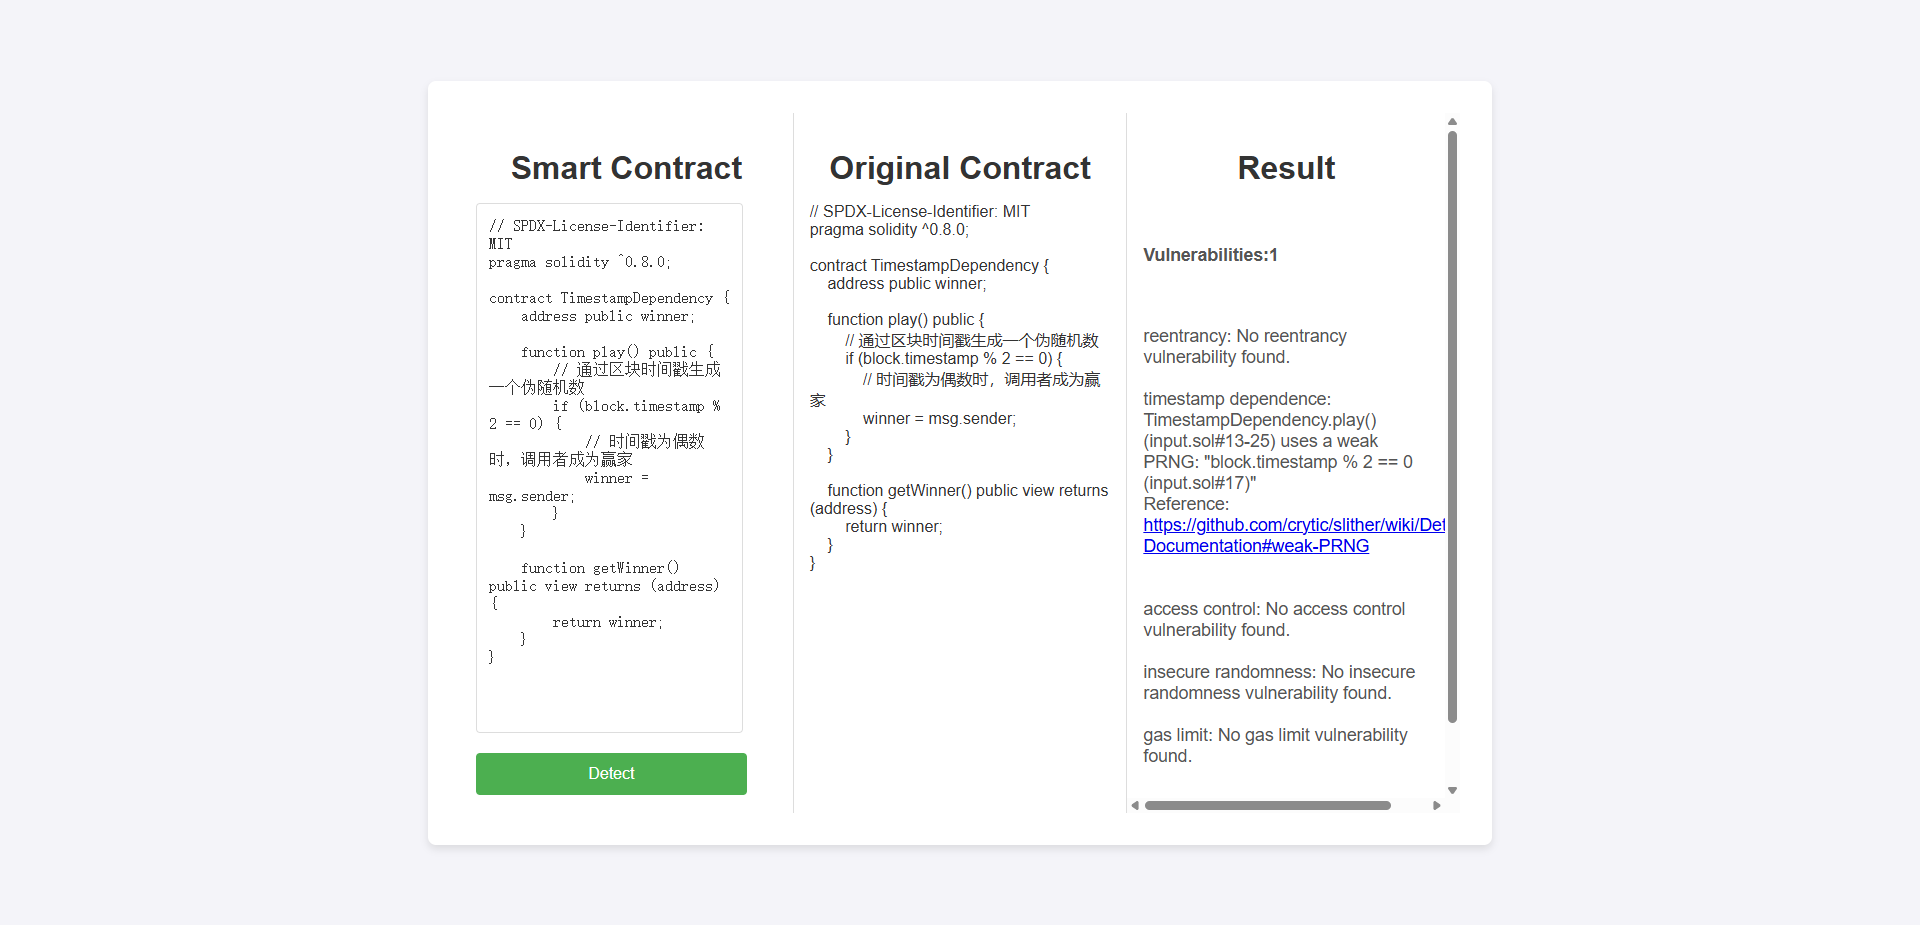 Smart Contract
// SPDX-License-Identifier:
MIT
pragma solidity ^0.8.0;
contract TimestampDependency {
address public winner;
function play() public {
// 通过区块时间戳生成
一个伪随机数
if (block.timestamp %
2 == 0) {
// 时间戳为偶数
时，调用者成为赢家
winner =
msg.sender;
}
}
function getWinner()
public view returns (address)
{
return winner;
}
}
Detect
Original Contract
// SPDX-License-Identifier: MIT
pragma solidity ^0.8.0;
contract TimestampDependency {
address public winner;
function play() public {
// 通过区块时间戳生成一个伪随机数
if (block.timestamp % 2 == 0) {
// 时间戳为偶数时，调用者成为赢
家
winner = msg.sender;
}
}
function getWinner() public view returns
(address) {
return winner;
}
}
Result
Vulnerabilities:1
reentrancy: No reentrancy
vulnerability found.
timestamp dependence:
TimestampDependency.play()
(input.sol#13-25) uses a weak
PRNG: "block.timestamp % 2 == 0
(input.sol#17)"
Reference:
https://github.com/crytic/slither/wiki/Det
Documentation#weak-PRNG
access control: No access control
vulnerability found.
insecure randomness: No insecure
randomness vulnerability found.
gas limit: No gas limit vulnerability
found.